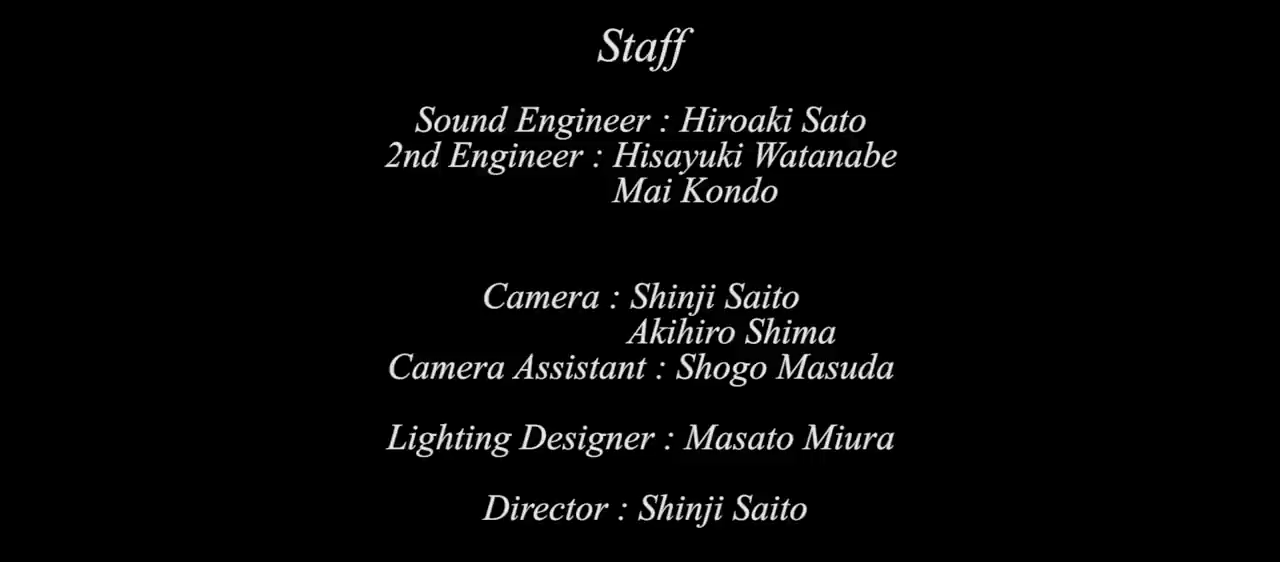 Staff
Sound Engineer : Hiroaki Sato
2nd Engineer : Hisayuki Watanabe
Mai Kondo
Camera : Shinji Saito
Akihiro Shima
Camera Assistant : Shogo Masuda
Lighting Designer : Masato Miura
Director : Shinji Saito